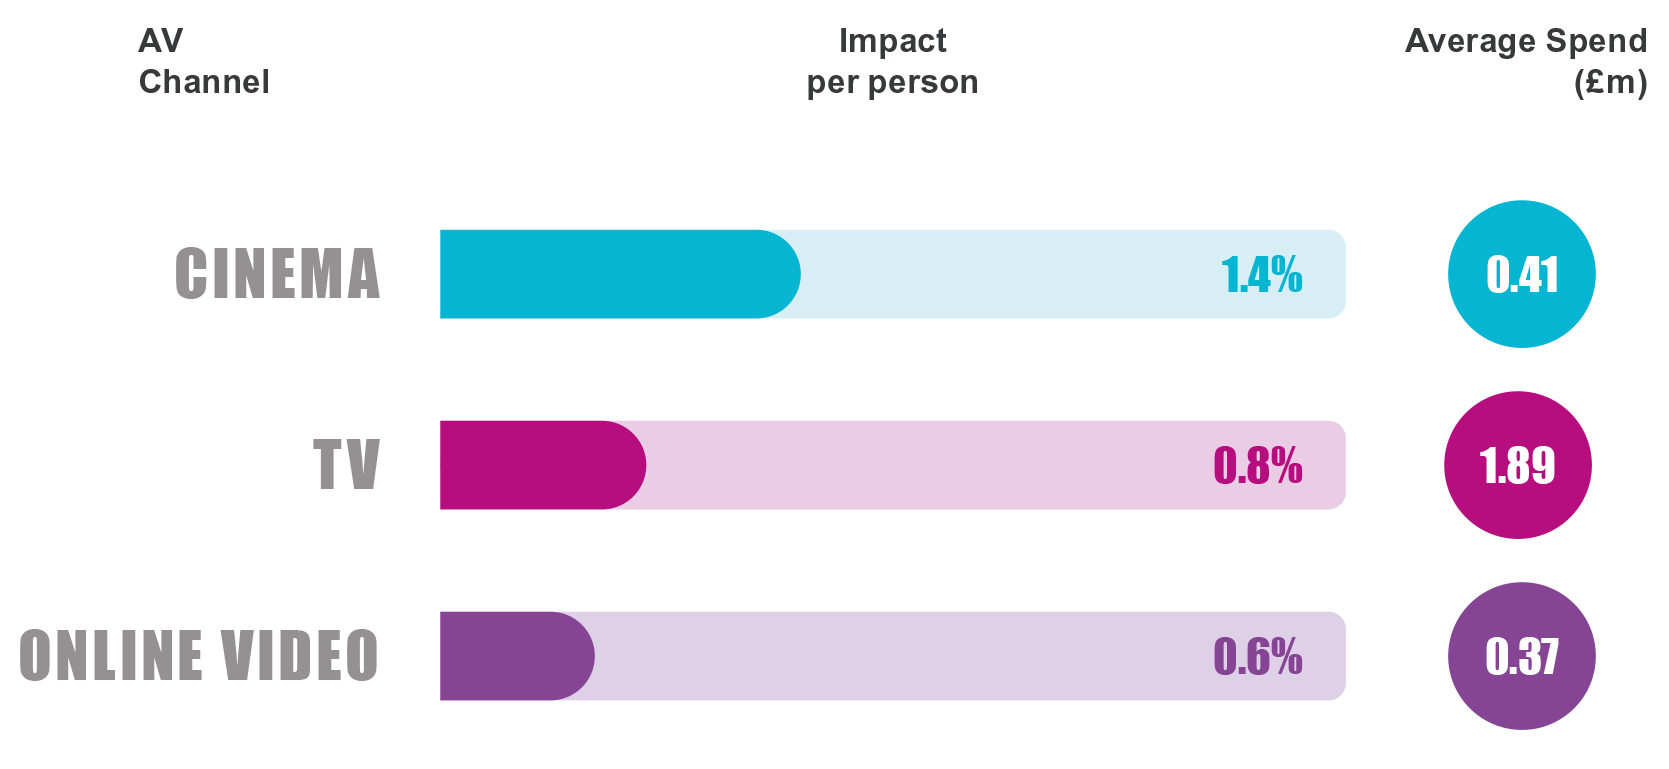 AV
Channel
Impact
per person
Average Spend
(£m)
CINEMA
1.4%
0.41
TV
0.8%
1.89
ONLINE VIDEO
0.6%
0.37